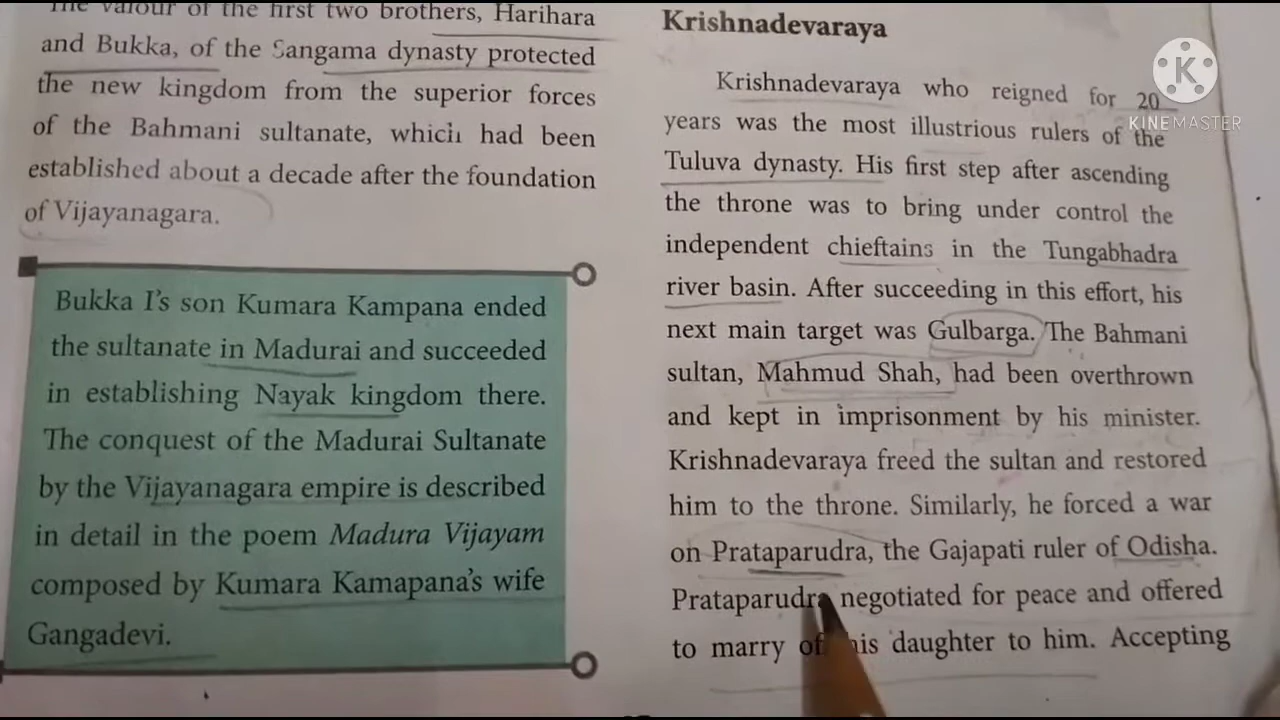 The valour of the first two brothers, Harihara
and Bukka, of the Sangama dynasty protected
the new kingdom from the superior forces
of the Bahmani sultanate, which had been
established about a decade after the foundation
of Vijayanagara.
Bukka I's son Kumara Kampana ended
the sultanate in Madurai and succeeded
in establishing Nayak kingdom there.
The conquest of the Madurai Sultanate
by the Vijayanagara empire is described
in detail in the poem Madura Vijayam
composed by Kumara Kamapana's wife
Gangadevi.
Krishnadevaraya
Krishnadevaraya who reigned for 20
years was the most illustrious rulers of the
Tuluva dynasty. His first step after ascending
the throne was to bring under control the
independent chieftains in the Tungabhadra
river basin. After succeeding in this effort, his
next main target was Gulbarga. The Bahmani
sultan, Mahmud Shah, had been overthrown
and kept in imprisonment by his minister.
Krishnadevaraya freed the sultan and restored
him to the throne. Similarly, he forced a war
on Prataparudra, the Gajapati ruler of Odisha.
Prataparudra negotiated for peace and offered
to marry of his daughter to him. Accepting
K
KINEMASTER